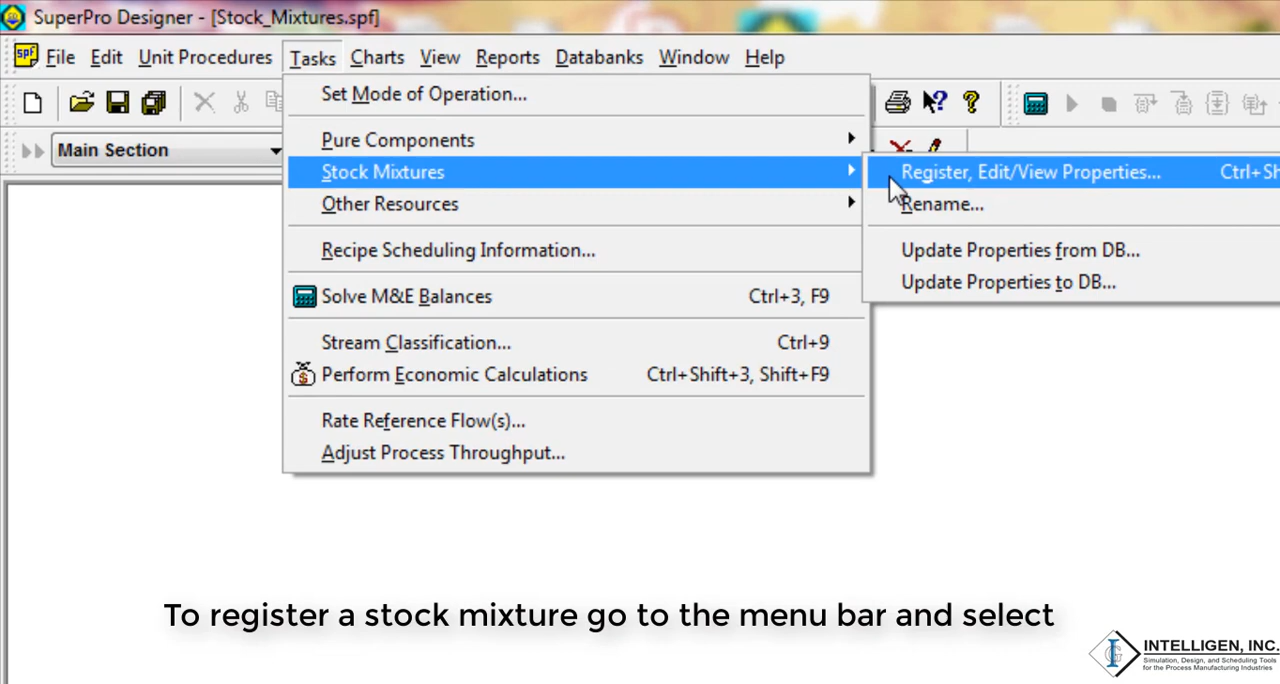 SuperPro Designer - [Stock_Mixtures.spf]
spf File Edit Unit Procedures Tasks Charts View Reports Databanks Window Help
Set Mode of Operation...
Main Section
Pure Components
Stock Mixtures
Register, Edit/View Properties... Ctrl+Sh
Other Resources
Rename...
Recipe Scheduling Information...
Update Properties from DB...
Update Properties to DB...
Solve M&E Balances Ctrl+3, F9
Stream Classification... Ctrl+9
Perform Economic Calculations Ctrl+Shift+3, Shift+F9
Rate Reference Flow(s)...
Adjust Process Throughput...
To register a stock mixture go to the menu bar and select
INTELLIGEN, INC.
Simulation, Design, and Scheduling Tools
for the Process Manufacturing Industries